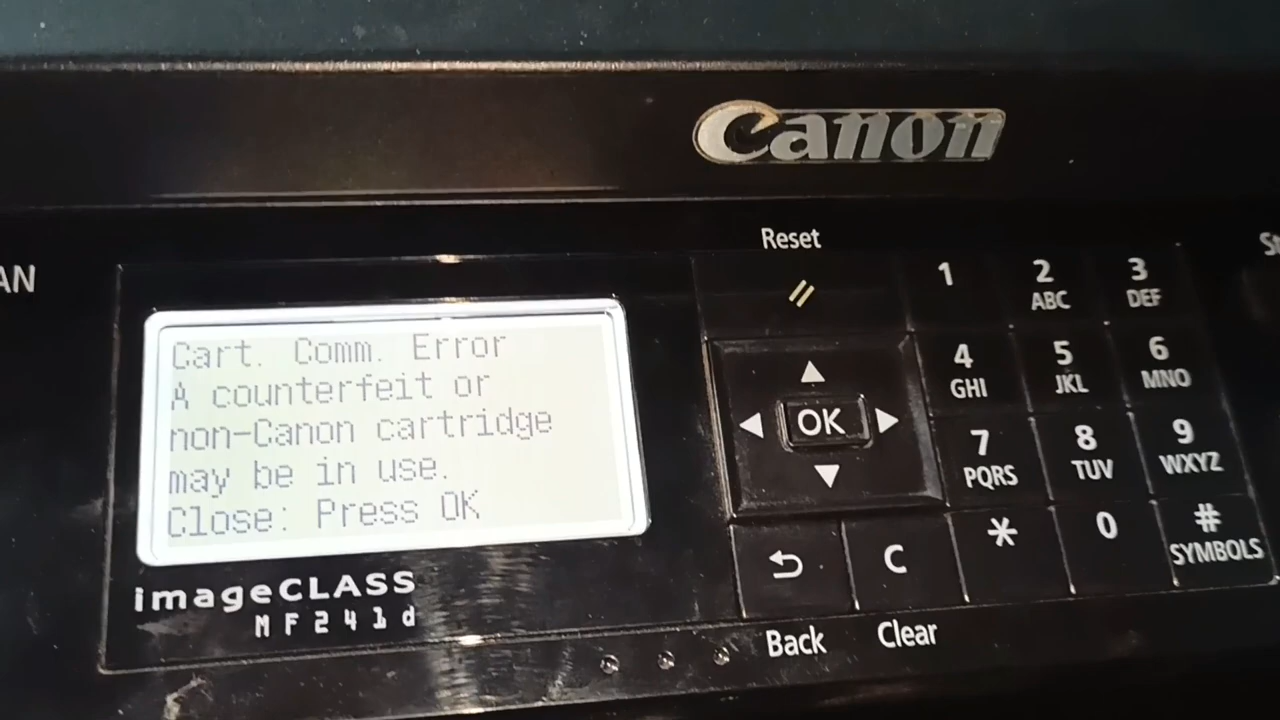 Canon
Reset
AN
Cart. Comm. Error
A counterfeit or
non-Canon cartridge
may be in use.
Close: Press OK
imageCLASS
MF241d
OK
1
2
ABC
3
DEF
4
GHI
5
JKL
6
MNO
7
PQRS
8
TUV
9
WXYZ
*
0
#
SYMBOLS
C
Back
Clear
St